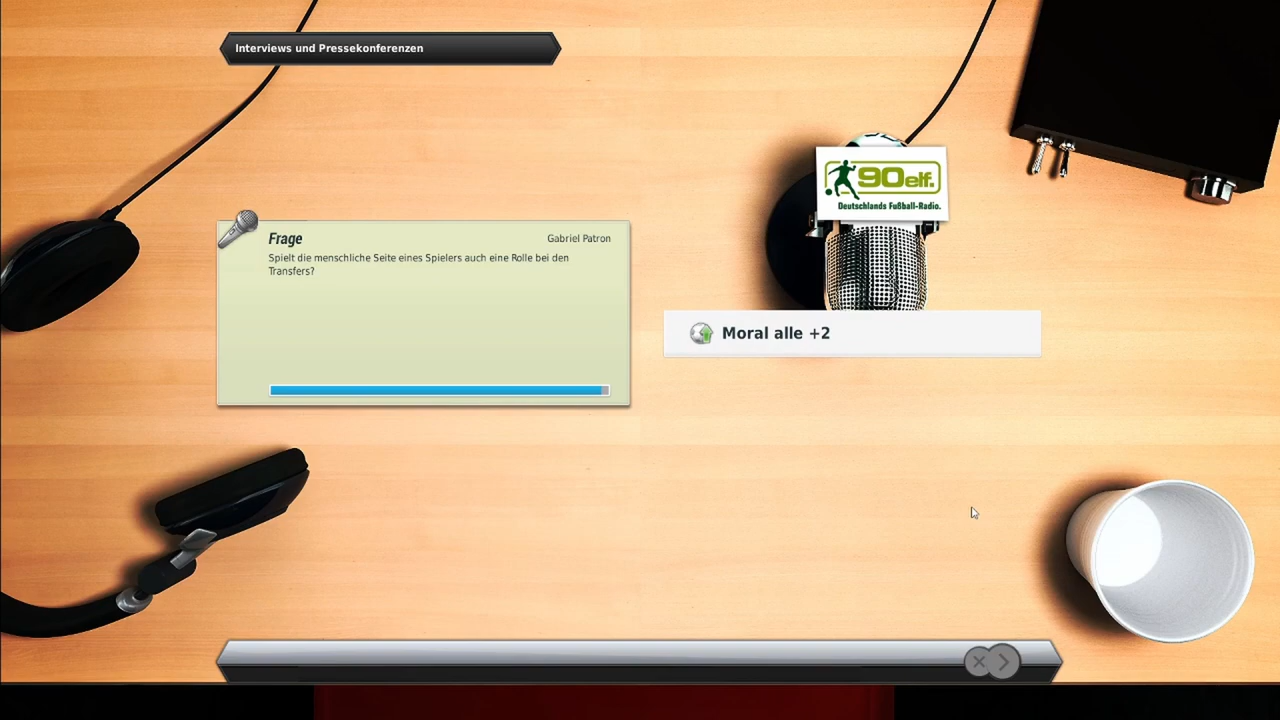 Interviews und Pressekonferenzen
90elf.
Deutschlands Fußball-Radio.
Frage
Gabriel Patron
Spielt die menschliche Seite eines Spielers auch eine Rolle bei den
Transfers?
Moral alle +2